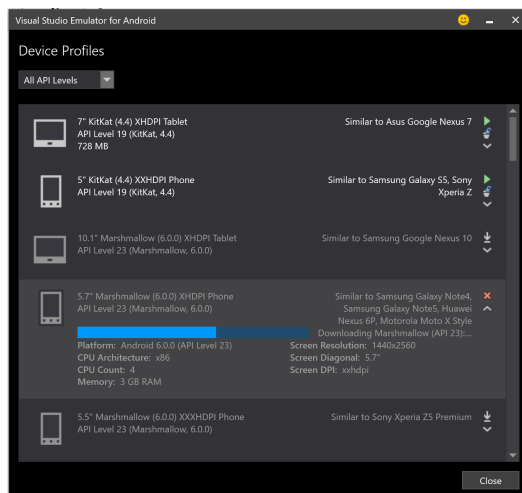 Visual Studio Emulator for Android
Device Profiles
All API Levels
7" KitKat (4.4) XHDPI Tablet
Similar to Asus Google Nexus 7
API Level 19 (KitKat, 4.4)
728 MB
5" KitKat (4.4) XXHDPI Phone
Similar to Samsung Galaxy S5, Sony
API Level 19 (KitKat, 4.4)
Xperia Z
10.1" Marshmallow (6.0.0) XHDPI Tablet
Similar to Samsung Google Nexus 10
API Level 23 (Marshmallow, 6.0.0)
5.7" Marshmallow (6.0.0) XHDPI Phone
Similar to Samsung Galaxy Note4,
API Level 23 (Marshmallow, 6.0.0)
Samsung Galaxy Note5, Huawei
Nexus 6P, Motorola Moto X Style
Downloading Marshmallow (API 23):...
Platform: Android 6.0.0 (API Level 23)
Screen Resolution: 1440x2560
CPU Architecture: x86
Screen Diagonal: 5.7"
CPU Count: 4
Screen DPI: xxhdpi
Memory: 3 GB RAM
5.5" Marshmallow (6.0.0) XXXHDPI Phone
Similar to Sony Xperia Z5 Premium
API Level 23 (Marshmallow, 6.0.0)
Close